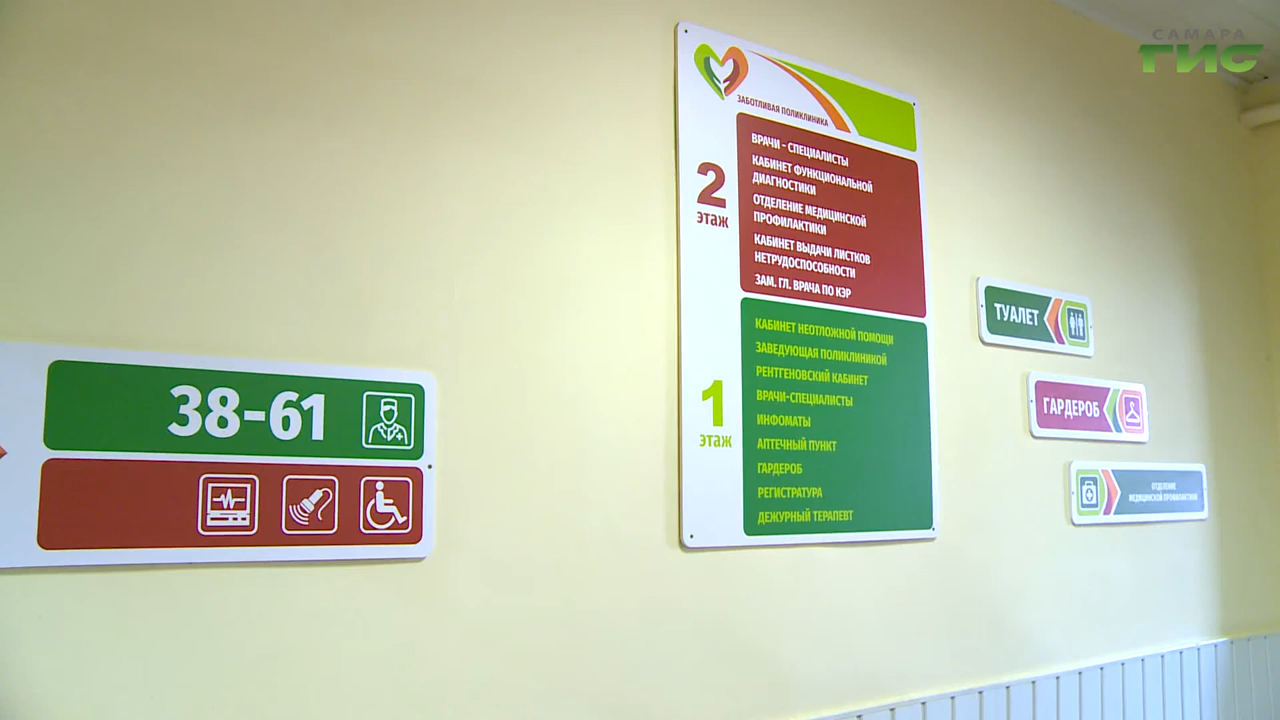 САМАРА
ГИС
ЗАБОТЛИВАЯ ПОЛИКЛИНИКА
2
этаж
ВРАЧИ - СПЕЦИАЛИСТЫ
КАБИНЕТ ФУНКЦИОНАЛЬНОЙ
ДИАГНОСТИКИ
ОТДЕЛЕНИЕ МЕДИЦИНСКОЙ
ПРОФИЛАКТИКИ
КАБИНЕТ ВЫДАЧИ ЛИСТКОВ
НЕТРУДОСПОСОБНОСТИ
ЗАМ. ГЛ. ВРАЧА ПО КЭР
1
этаж
КАБИНЕТ НЕОТЛОЖНОЙ ПОМОЩИ
ЗАВЕДУЮЩАЯ ПОЛИКЛИНИКОЙ
РЕНТГЕНОВСКИЙ КАБИНЕТ
ВРАЧИ-СПЕЦИАЛИСТЫ
ИНФОМАТЫ
АПТЕЧНЫЙ ПУНКТ
ГАРДЕРОБ
РЕГИСТРАТУРА
ДЕЖУРНЫЙ ТЕРАПЕВТ
38-61
ТУАЛЕТ
ГАРДЕРОБ
ОТДЕЛЕНИЕ
МЕДИЦИНСКОЙ ПРОФИЛАКТИКИ